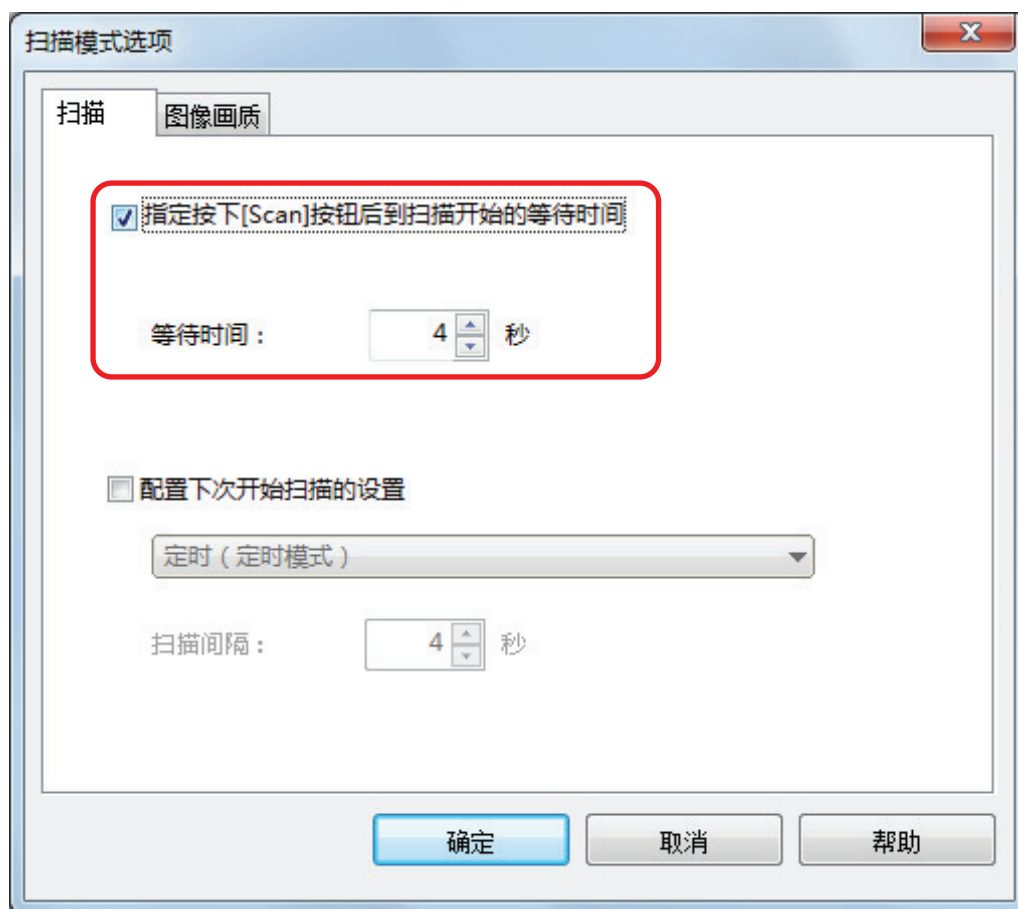 扫描模式选项
扫描 图像画质
指定按下[Scan]按钮后到扫描开始的等待时间
等待时间： 4 秒
配置下次开始扫描的设置
定时（定时模式）
扫描间隔： 4 秒
确定 取消 帮助